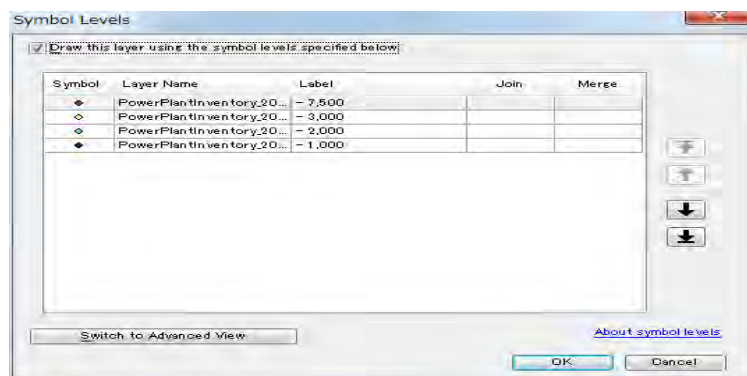 Symbol Levels
Draw this layer using the symbol levels specified below
Symbol Layer Name Label Join Merge
PowerPlantInventory_20... - 7,500
PowerPlantInventory_20... - 3,000
PowerPlantInventory_20... - 2,000
PowerPlantInventory_20... - 1,000
Switch to Advanced View
About symbol levels
OK Cancel